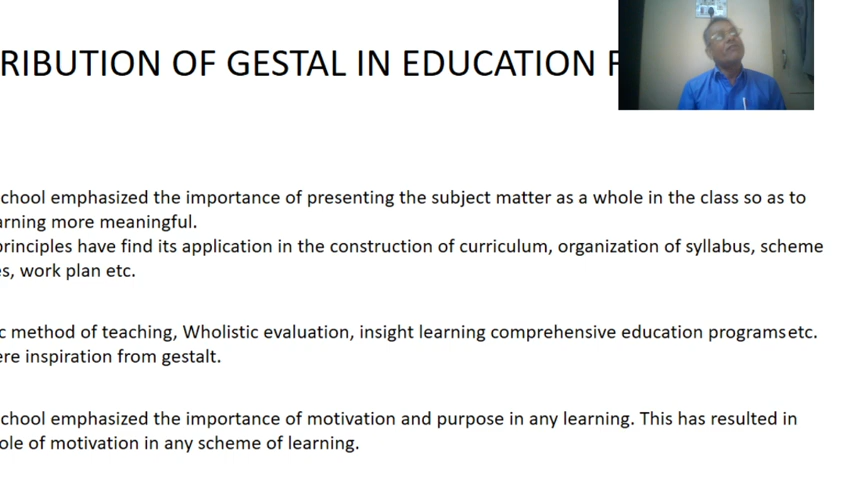 RIBUTION OF GESTAL IN EDUCATION F
chool emphasized the importance of presenting the subject matter as a whole in the class so as to
arning more meaningful.
principles have find its application in the construction of curriculum, organization of syllabus, scheme
es, work plan etc.
c method of teaching, Wholistic evaluation, insight learning comprehensive education programs etc.
ere inspiration from gestalt.
chool emphasized the importance of motivation and purpose in any learning. This has resulted in
ole of motivation in any scheme of learning.